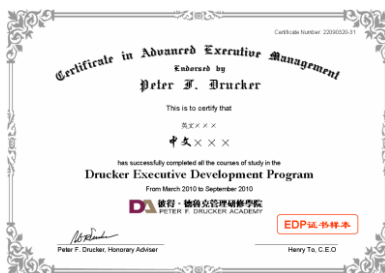 Certificate Number: 22090320-31
Certificate in Advanced Executive Management
Endorsed by
Peter F. Drucker
This is to certify that
英文×××
中文×××
has successfully completed all the courses of study in the
Drucker Executive Development Program
From March 2010 to September 2010
DA 彼得·德鲁克管理研修學院
PETER F. DRUCKER ACADEMY
EDP证书样本
Peter F. Drucker, Honorary Adviser
Henry To, C.E.O